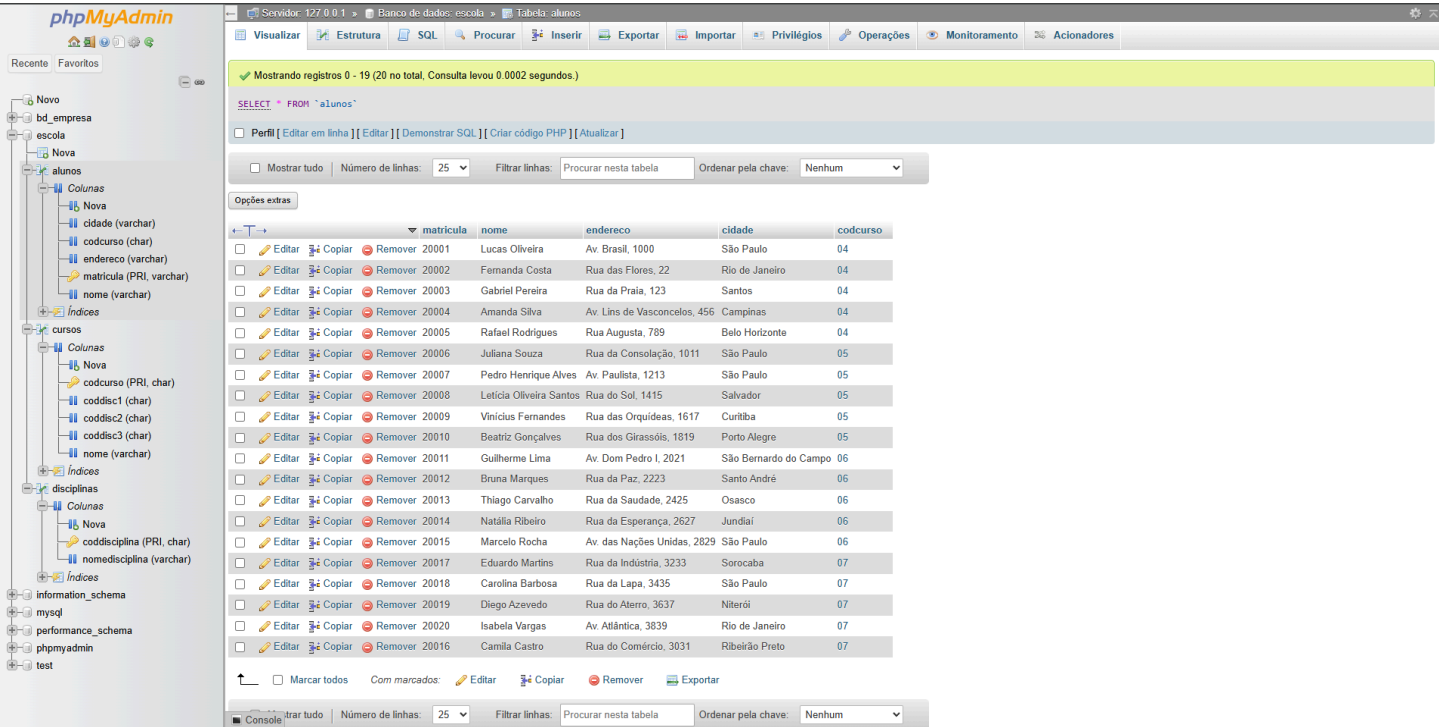 phpMyAdmin
Recente Favoritos
Novo
bd_empresa
escola
Nova
alunos
Colunas
Nova
cidade (varchar)
codcurso (char)
endereco (varchar)
matricula (PRI, varchar)
nome (varchar)
Índices
cursos
Colunas
Nova
codcurso (PRI, char)
coddisc1 (char)
coddisc2 (char)
coddisc3 (char)
nome (varchar)
Índices
disciplinas
Colunas
Nova
coddisciplina (PRI, char)
nomedisciplina (varchar)
Índices
information_schema
mysql
performance_schema
phpmyadmin
test
Servidor: 127.0.0.1 » Banco de dados: escola » Tabela: alunos
Visualizar Estrutura SQL Procurar Inserir Exportar Importar Privilégios Operações Monitoramento Acionadores
Mostrando registros 0 - 19 (20 no total, Consulta levou 0.0002 segundos.)
SELECT * FROM `alunos`
Perfil [ Editar em linha ] [ Editar ] [ Demonstrar SQL ] [ Criar código PHP ] [ Atualizar ]
Mostrar tudo | Número de linhas: 25 Filtrar linhas: Procurar nesta tabela Ordenar pela chave: Nenhum
Opções extras
←T→ matricula nome endereco cidade codcurso
Editar Copiar Remover 20001 Lucas Oliveira Av. Brasil, 1000 São Paulo 04
Editar Copiar Remover 20002 Fernanda Costa Rua das Flores, 22 Rio de Janeiro 04
Editar Copiar Remover 20003 Gabriel Pereira Rua da Praia, 123 Santos 04
Editar Copiar Remover 20004 Amanda Silva Av. Lins de Vasconcelos, 456 Campinas 04
Editar Copiar Remover 20005 Rafael Rodrigues Rua Augusta, 789 Belo Horizonte 04
Editar Copiar Remover 20006 Juliana Souza Rua da Consolação, 1011 São Paulo 05
Editar Copiar Remover 20007 Pedro Henrique Alves Av. Paulista, 1213 São Paulo 05
Editar Copiar Remover 20008 Letícia Oliveira Santos Rua do Sol, 1415 Salvador 05
Editar Copiar Remover 20009 Vinícius Fernandes Rua das Orquídeas, 1617 Curitiba 05
Editar Copiar Remover 20010 Beatriz Gonçalves Rua dos Girassóis, 1819 Porto Alegre 05
Editar Copiar Remover 20011 Guilherme Lima Av. Dom Pedro I, 2021 São Bernardo do Campo 06
Editar Copiar Remover 20012 Bruna Marques Rua da Paz, 2223 Santo André 06
Editar Copiar Remover 20013 Thiago Carvalho Rua da Saudade, 2425 Osasco 06
Editar Copiar Remover 20014 Natália Ribeiro Rua da Esperança, 2627 Jundiaí 06
Editar Copiar Remover 20015 Marcelo Rocha Av. das Nações Unidas, 2829 São Paulo 06
Editar Copiar Remover 20017 Eduardo Martins Rua da Indústria, 3233 Sorocaba 07
Editar Copiar Remover 20018 Carolina Barbosa Rua da Lapa, 3435 São Paulo 07
Editar Copiar Remover 20019 Diego Azevedo Rua do Aterro, 3637 Niterói 07
Editar Copiar Remover 20020 Isabela Vargas Av. Atlântica, 3839 Rio de Janeiro 07
Editar Copiar Remover 20016 Camila Castro Rua do Comércio, 3031 Ribeirão Preto 07
Marcar todos Com marcados: Editar Copiar Remover Exportar
trar tudo | Número de linhas: 25 Filtrar linhas: Procurar nesta tabela Ordenar pela chave: Nenhum
Console